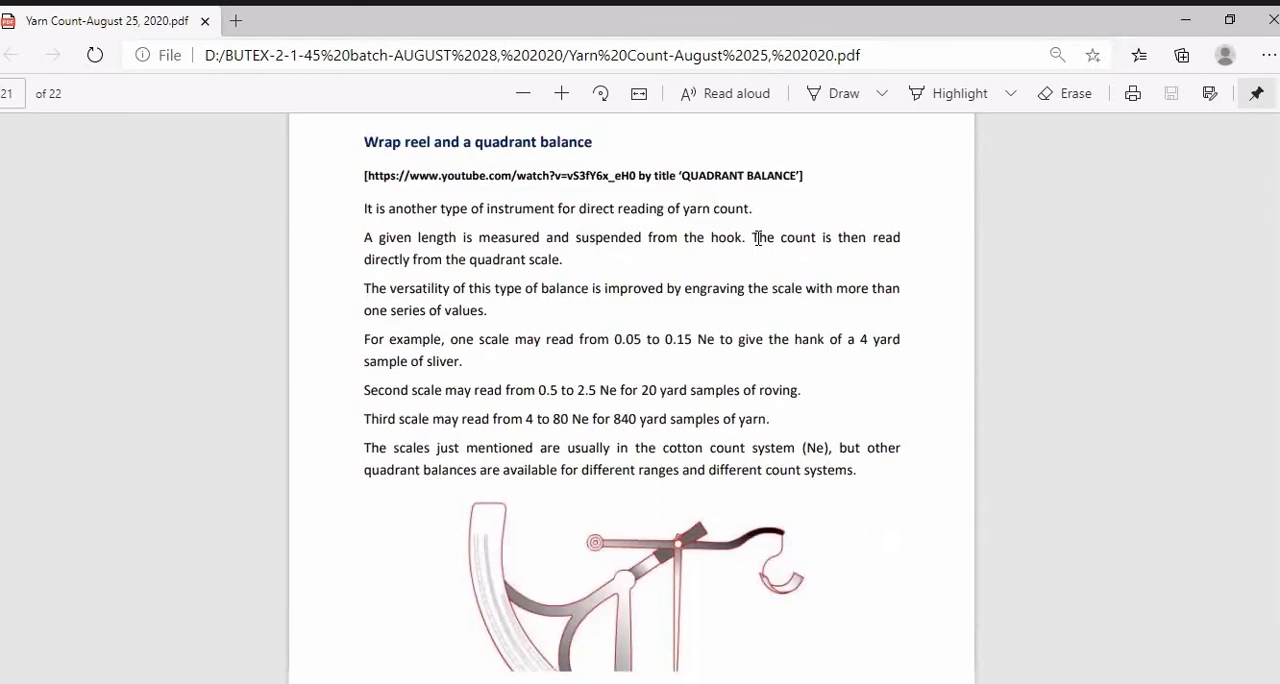 Yarn Count-August 25, 2020.pdf
File
D:/BUTEX-2-1-45%20batch-AUGUST%2028,%202020/Yarn%20Count-August%2025,%202020.pdf
21 of 22
Read aloud
Draw
Highlight
Erase
Wrap reel and a quadrant balance
[https://www.youtube.com/watch?v=vS3fY6x_eH0 by title ‘QUADRANT BALANCE’]
It is another type of instrument for direct reading of yarn count.
A given length is measured and suspended from the hook. The count is then read
directly from the quadrant scale.
The versatility of this type of balance is improved by engraving the scale with more than
one series of values.
For example, one scale may read from 0.05 to 0.15 Ne to give the hank of a 4 yard
sample of sliver.
Second scale may read from 0.5 to 2.5 Ne for 20 yard samples of roving.
Third scale may read from 4 to 80 Ne for 840 yard samples of yarn.
The scales just mentioned are usually in the cotton count system (Ne), but other
quadrant balances are available for different ranges and different count systems.